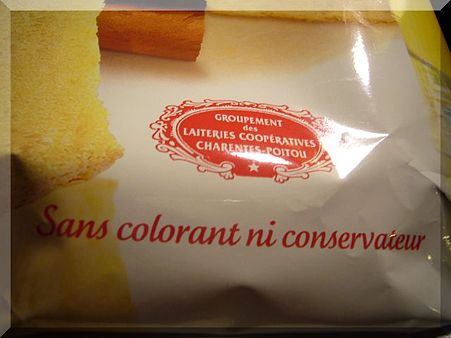 GROUPEMENT
des
LAITERIES COOPÉRATIVES
CHARENTES-POITOU
Sans colorant ni conservateur